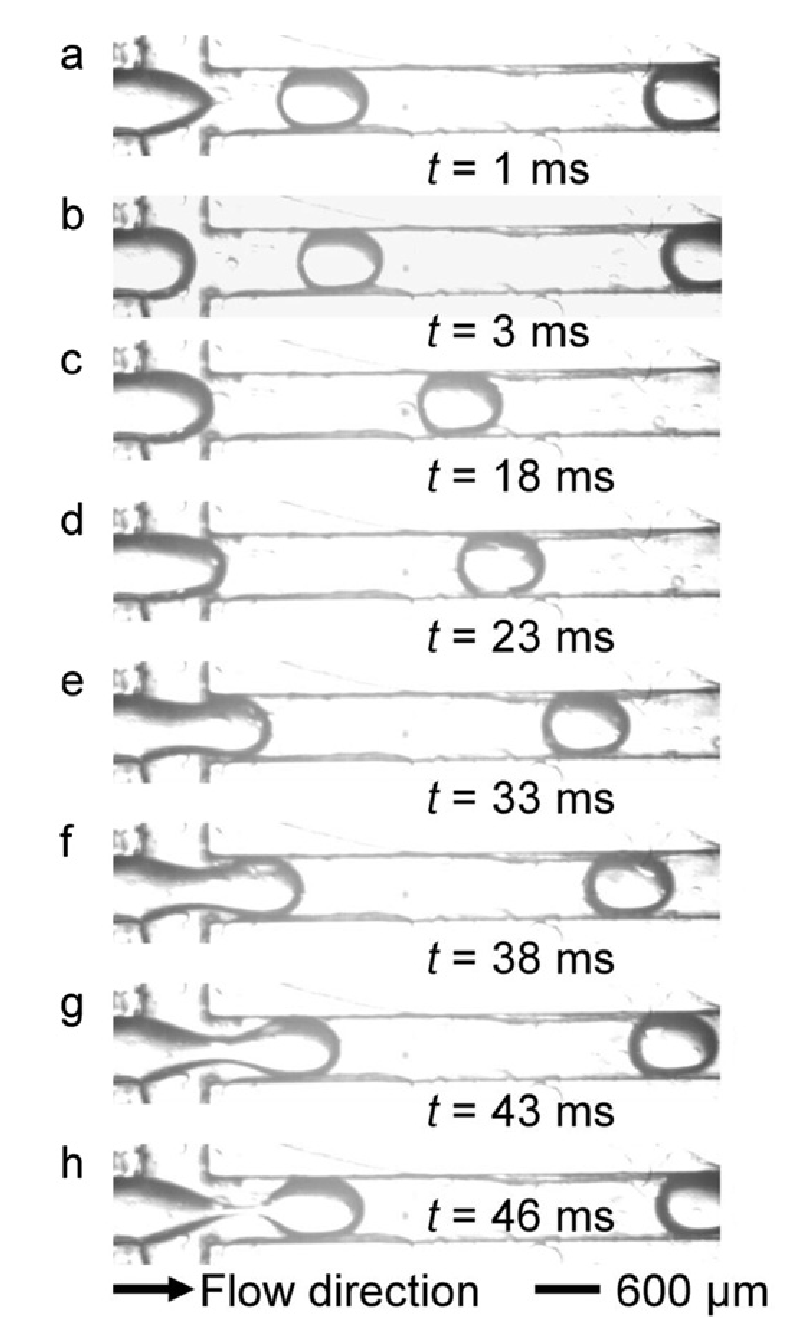 a
t = 1 ms
b
t = 3 ms
c
t = 18 ms
d
t = 23 ms
e
t = 33 ms
f
t = 38 ms
g
t = 43 ms
h
t = 46 ms
Flow direction 600 μm